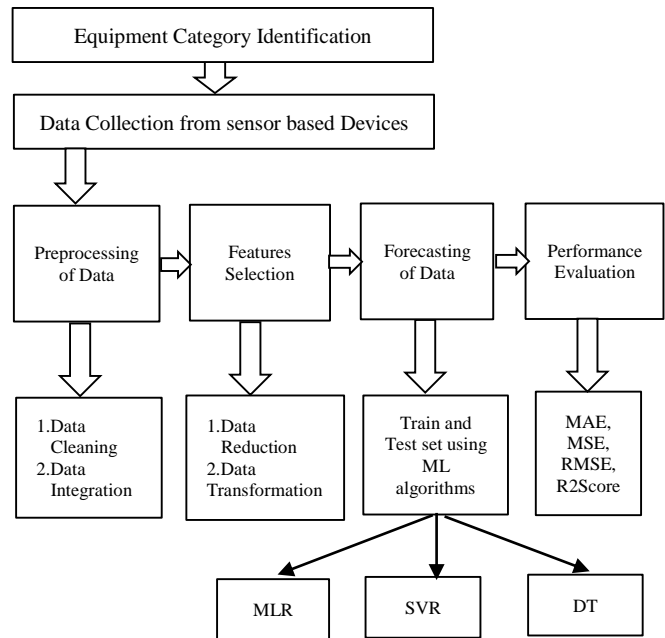 Equipment Category Identification
Data Collection from sensor based Devices
Preprocessing
of Data
Features
Selection
Forecasting
of Data
Performance
Evaluation
1.Data
Cleaning
2.Data
Integration
1.Data
Reduction
2.Data
Transformation
Train and
Test set using
ML
algorithms
MAE,
MSE,
RMSE,
R2Score
MLR
SVR
DT